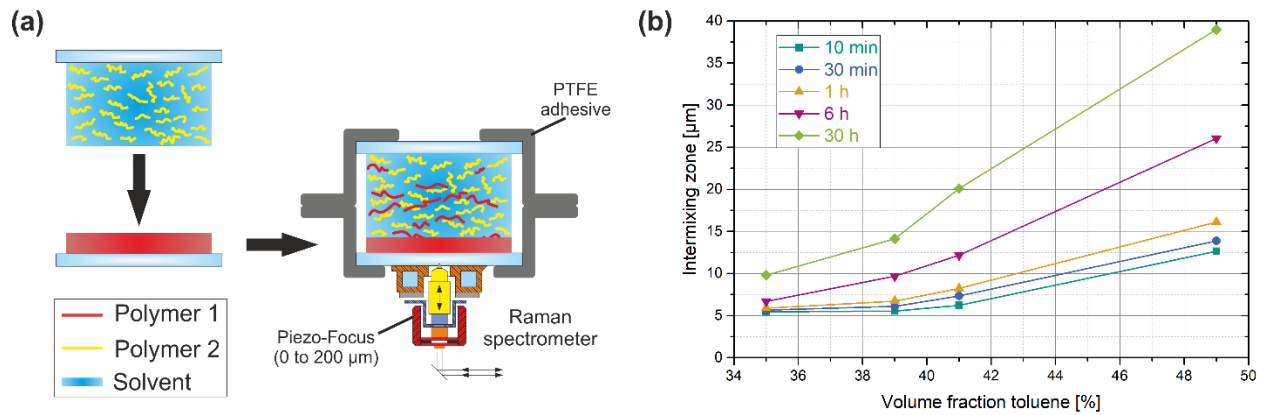 (a)
PTFE
adhesive
Polymer 1
Polymer 2
Solvent
Piezo-Focus
(0 to 200 µm)
Raman
spectrometer
(b)
Intermixing zone [µm]
40
35
30
25
20
15
10
5
0
10 min
30 min
1 h
6 h
30 h
34 36 38 40 42 44 46 48 50
Volume fraction toluene [%]